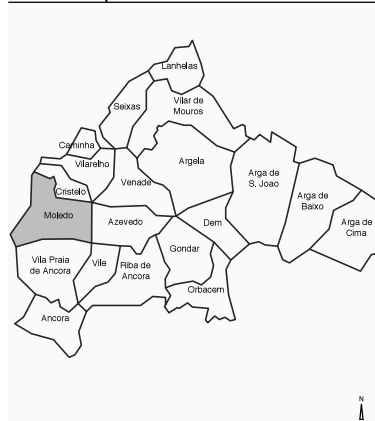 Lanhelas
Seixas
Vilar de
Mouros
Caminha
Vilarelho
Argela
Venade
Cristelo
Arga de
S. Joao
Arga de
Baixo
Arga de
Cima
Moledo
Azevedo
Dem
Gondar
Vila Praia
de Ancora
Vile
Riba de
Ancora
Orbacem
Ancora
N